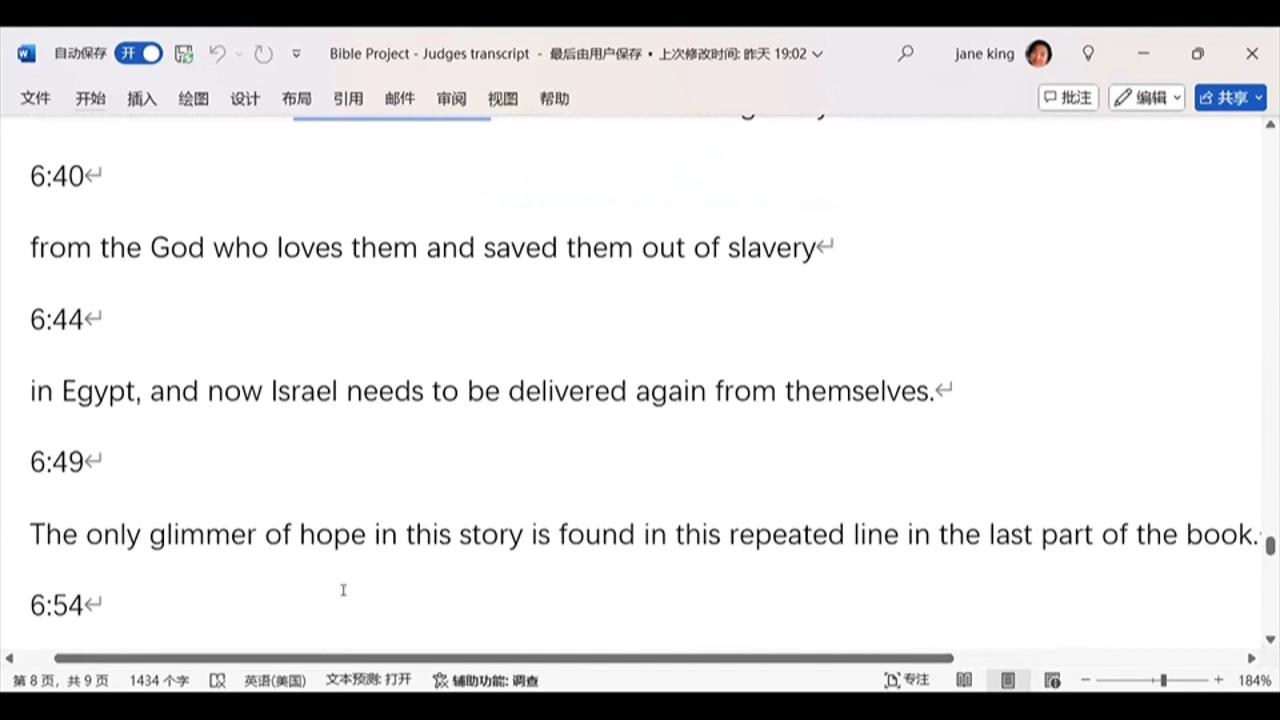 自动保存 开 Bible Project - Judges transcript - 最后由用户保存 • 上次修改时间: 昨天 19:02 jane king
文件 开始 插入 绘图 设计 布局 引用 邮件 审阅 视图 帮助 批注 编辑 共享
6:40
from the God who loves them and saved them out of slavery
6:44
in Egypt, and now Israel needs to be delivered again from themselves.
6:49
The only glimmer of hope in this story is found in this repeated line in the last part of the book.
6:54
第 8 页, 共 9 页 1434 个字 英语(美国) 文本预测: 打开 辅助功能: 调查 专注 184%